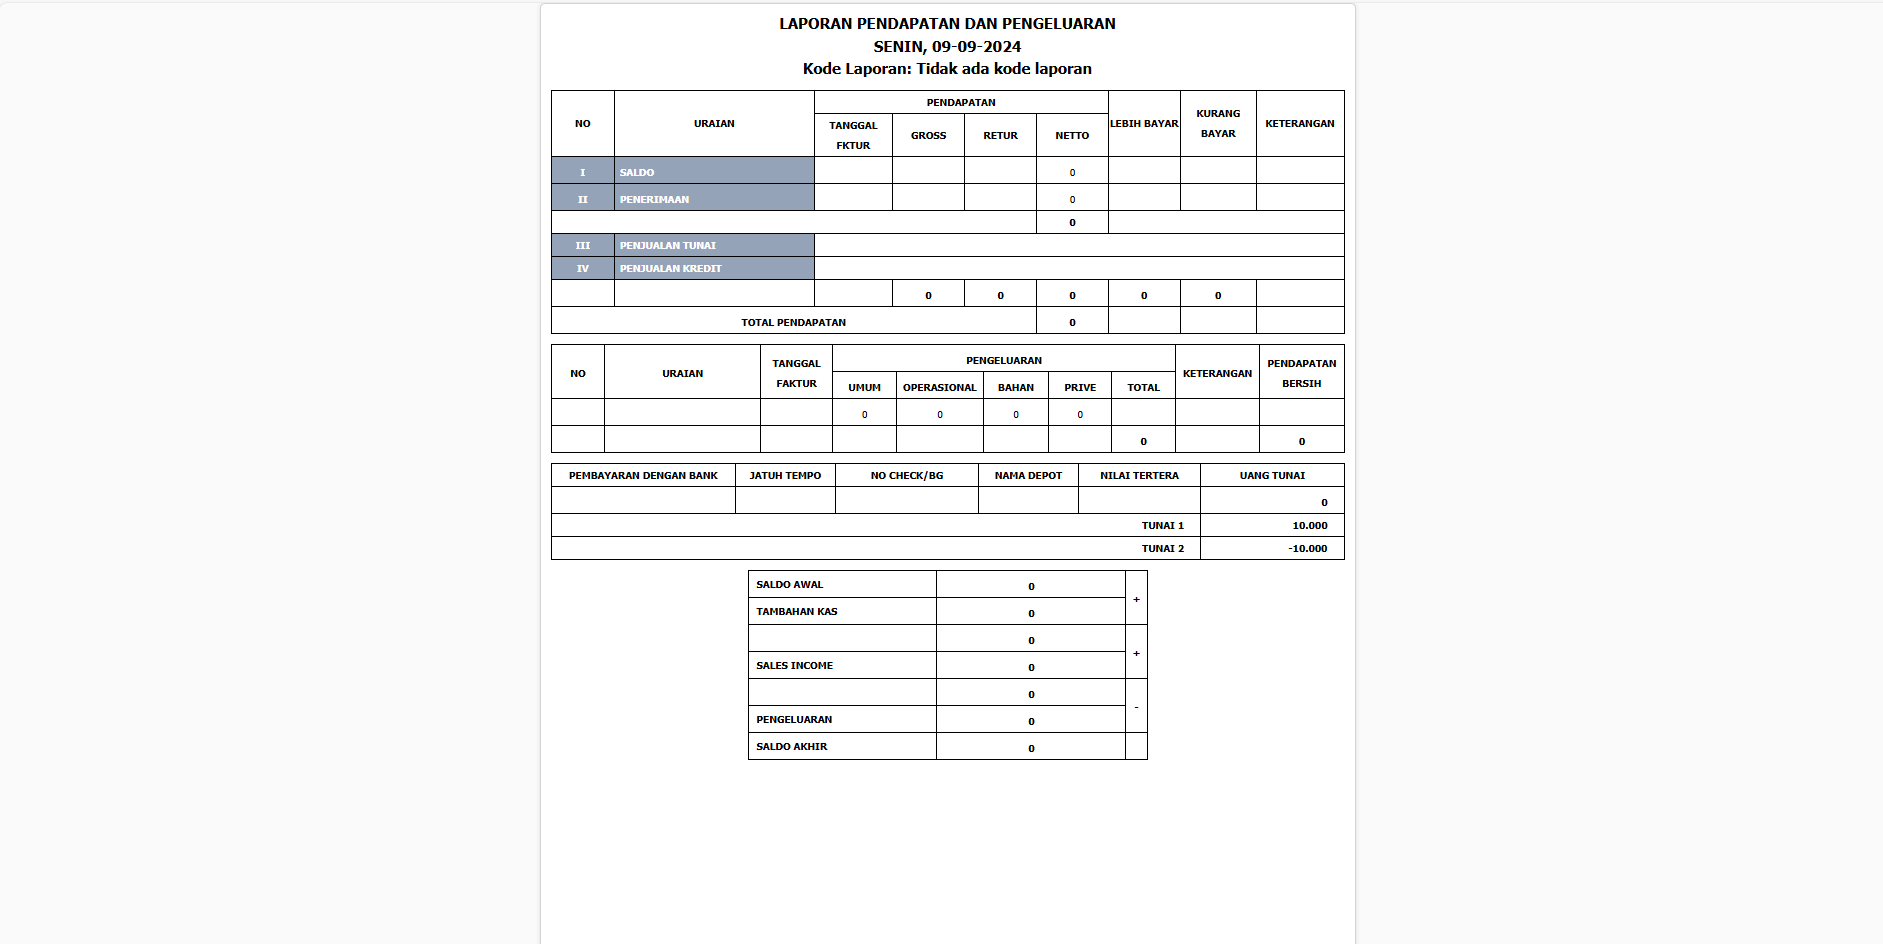 LAPORAN PENDAPATAN DAN PENGELUARAN
SENIN, 09-09-2024
Kode Laporan: Tidak ada kode laporan
NO URAIAN PENDAPATAN LEBIH BAYAR KURANG BAYAR KETERANGAN
TANGGAL FKTUR GROSS RETUR NETTO
I SALDO 0
II PENERIMAAN 0
0
III PENJUALAN TUNAI
IV PENJUALAN KREDIT
0 0 0 0 0
TOTAL PENDAPATAN 0
NO URAIAN TANGGAL FAKTUR PENGELUARAN KETERANGAN PENDAPATAN BERSIH
UMUM OPERASIONAL BAHAN PRIVE TOTAL
0 0 0 0
0 0
PEMBAYARAN DENGAN BANK JATUH TEMPO NO CHECK/BG NAMA DEPOT NILAI TERTERA UANG TUNAI
0
TUNAI 1 10.000
TUNAI 2 -10.000
SALDO AWAL 0 +
TAMBAHAN KAS 0
0 +
SALES INCOME 0
0 -
PENGELUARAN 0
SALDO AKHIR 0